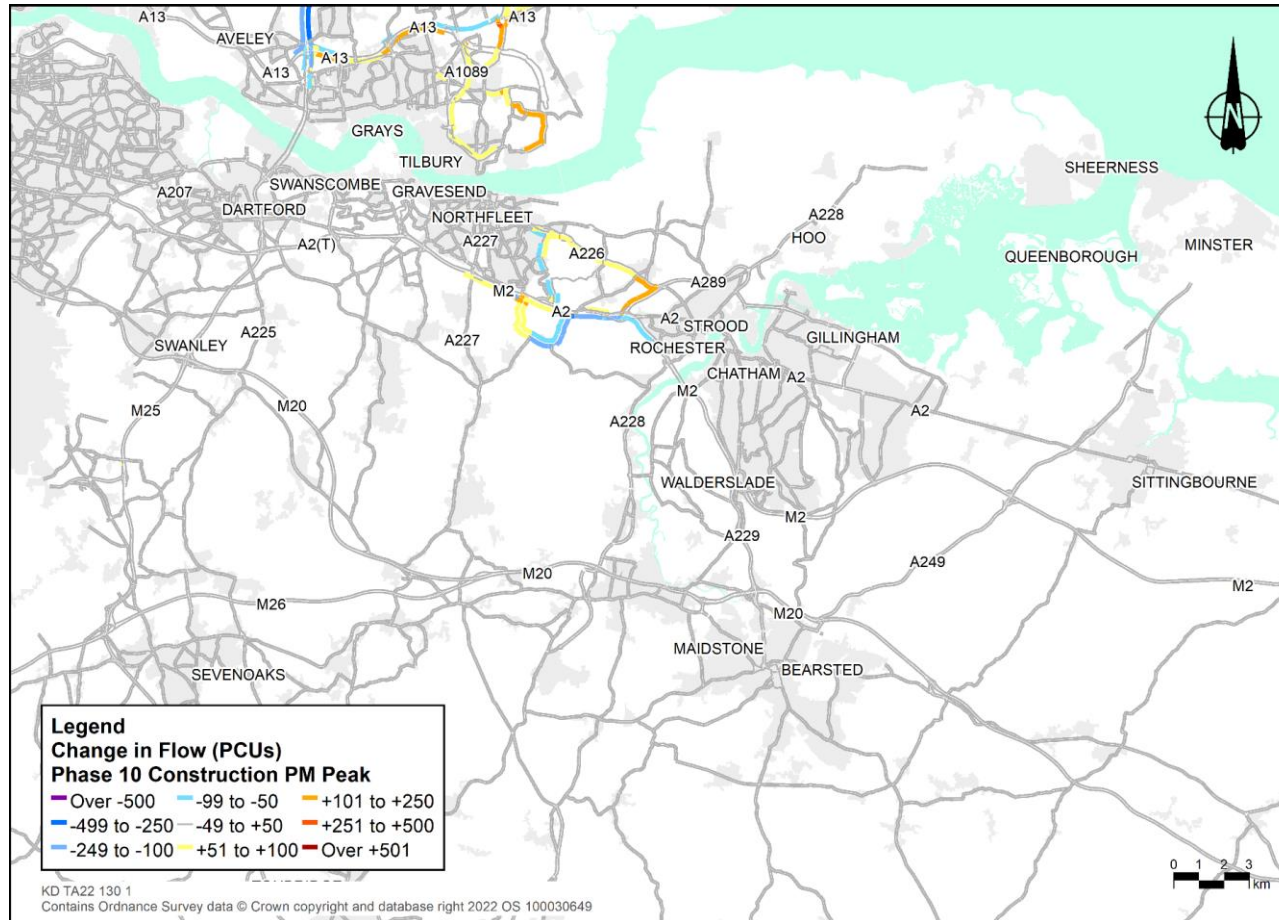 A13
A13
AVELEY
A13
A13
A13
A1089
GRAYS
TILBURY
SHEERNESS
SWANSCOMBE
A207
GRAVESEND
DARTFORD
NORTHFLEET
A228
HOO
MINSTER
A2(T)
A227
A226
QUEENBOROUGH
A289
M2
A2
A2
STROOD
A225
GILLINGHAM
SWANLEY
A227
ROCHESTER
CHATHAM
A2
M20
M2
M25
A2
A228
WALDERSLADE
SITTINGBOURNE
M2
A229
A249
M20
M2
M26
M20
MAIDSTONE
BEARSTED
SEVENOAKS
Legend
Change in Flow (PCUs)
Phase 10 Construction PM Peak
Over -500 -99 to -50 +101 to +250
-499 to -250 -49 to +50 +251 to +500
-249 to -100 +51 to +100 Over +501
N
0 1 2 3
km
KD TA22 130 1
Contains Ordnance Survey data © Crown copyright and database right 2022 OS 100030649